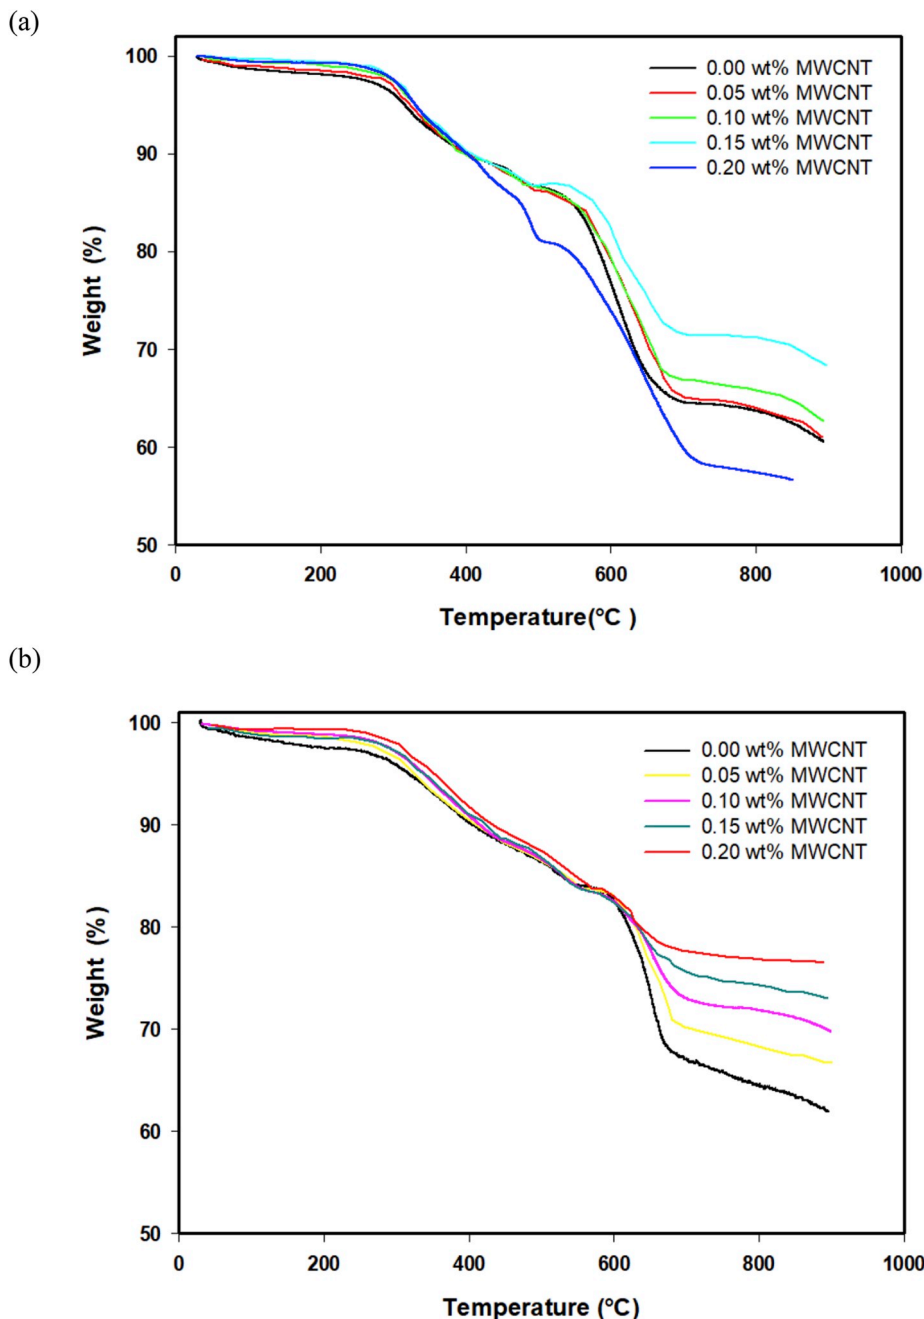 (a)
100
90
80
70
60
50
0
200
400
600
800
1000
Weight (%)
Temperature(°C )
0.00 wt% MWCNT
0.05 wt% MWCNT
0.10 wt% MWCNT
0.15 wt% MWCNT
0.20 wt% MWCNT
(b)
100
90
80
70
60
50
0
200
400
600
800
1000
Weight (%)
Temperature (°C)
0.00 wt% MWCNT
0.05 wt% MWCNT
0.10 wt% MWCNT
0.15 wt% MWCNT
0.20 wt% MWCNT